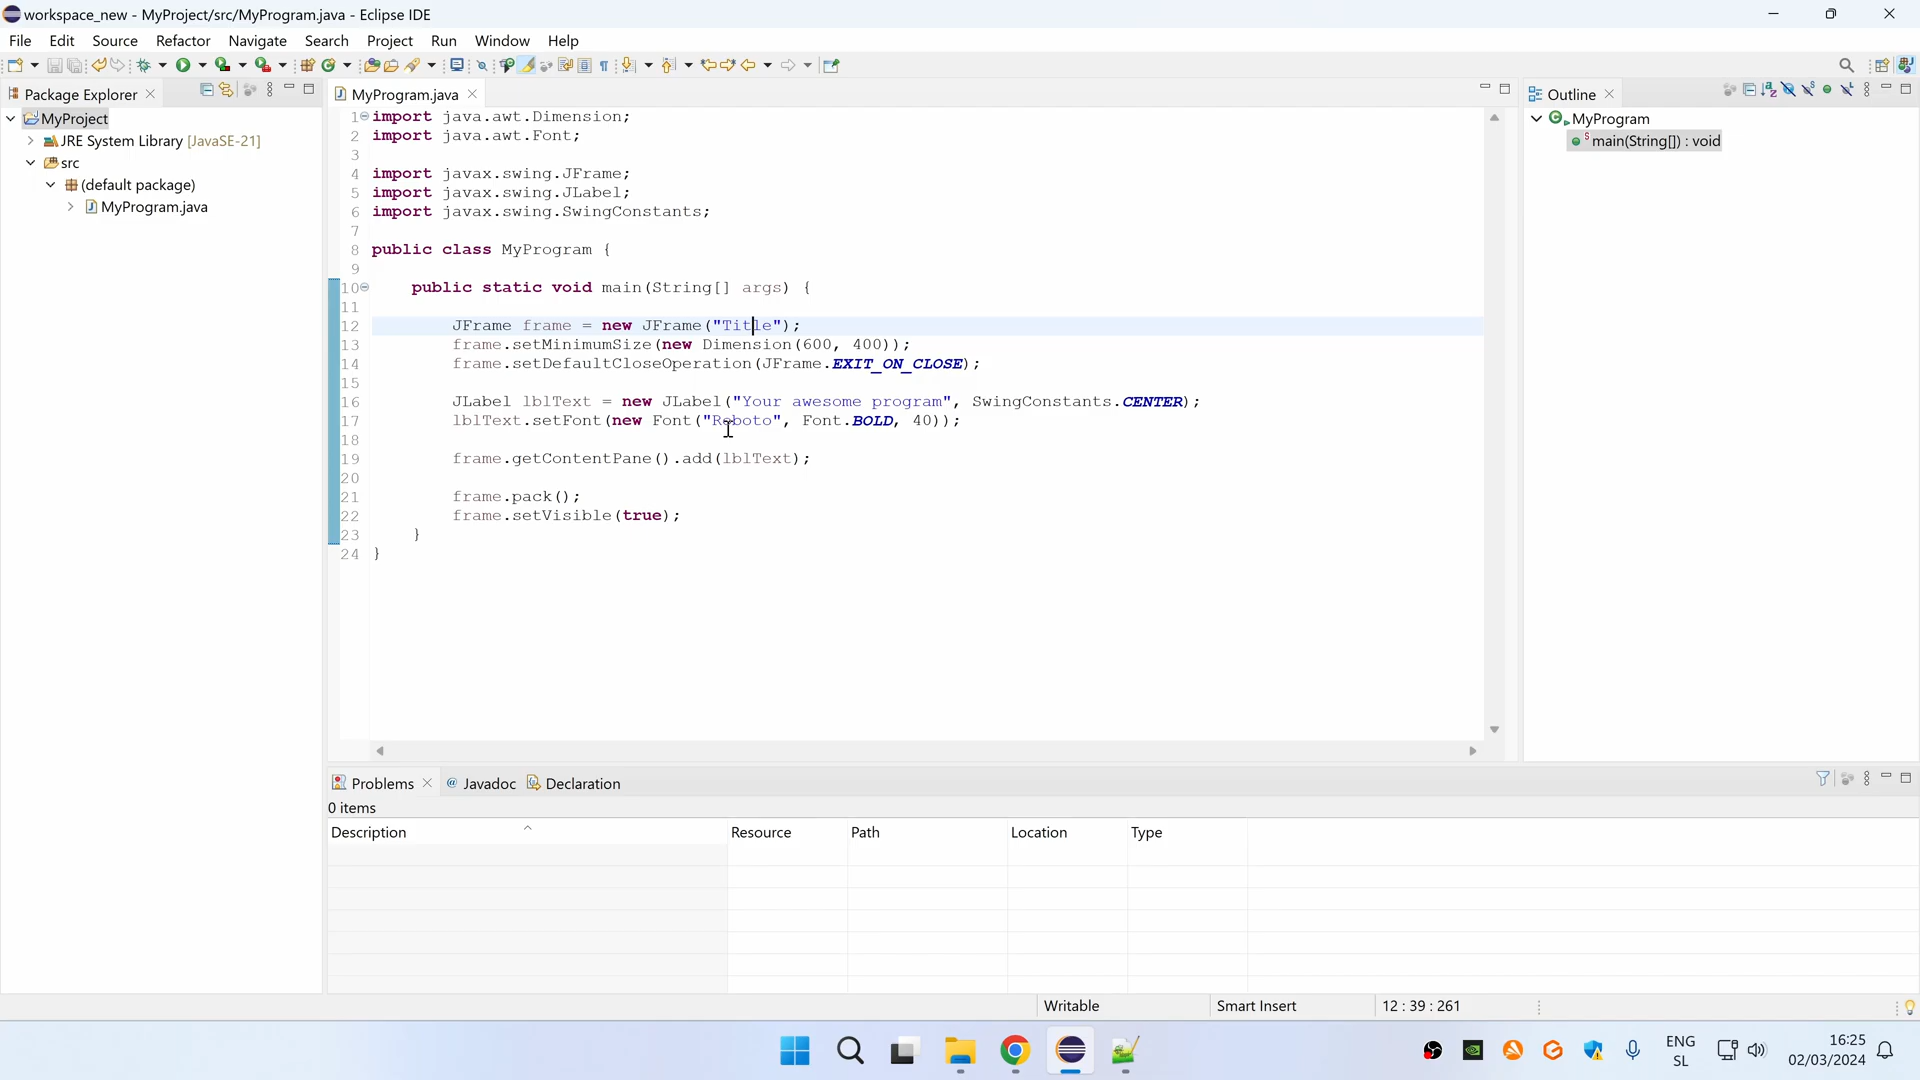 workspace_new - MyProject/src/MyProgram.java - Eclipse IDE
File Edit Source Refactor Navigate Search Project Run Window Help
Package Explorer
MyProject
JRE System Library [JavaSE-21]
src
(default package)
MyProgram.java
MyProgram.java
1 import java.awt.Dimension;
2 import java.awt.Font;
3
4 import javax.swing.JFrame;
5 import javax.swing.JLabel;
6 import javax.swing.SwingConstants;
7
8 public class MyProgram {
9
10 public static void main(String[] args) {
11
12 JFrame frame = new JFrame("Title");
13 frame.setMinimumSize(new Dimension(600, 400));
14 frame.setDefaultCloseOperation(JFrame.EXIT_ON_CLOSE);
15
16 JLabel lblText = new JLabel("Your awesome program", SwingConstants.CENTER);
17 lblText.setFont(new Font("Roboto", Font.BOLD, 40));
18
19 frame.getContentPane().add(lblText);
20
21 frame.pack();
22 frame.setVisible(true);
23 }
24 }
Outline
MyProgram
main(String[]) : void
Problems @ Javadoc Declaration
0 items
Description Resource Path Location Type
Writable Smart Insert 12 : 39 : 261
ENG
SL
16:25
02/03/2024